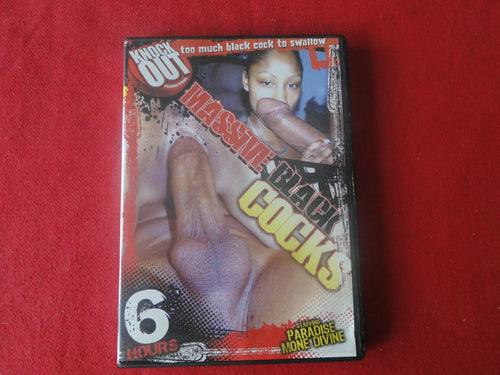 KNOCK
OUT
too much black cock to swallow
MASSIVE
BLACK
COCKS
6
HOURS
STARRING
PARADISE
MONE DIVINE